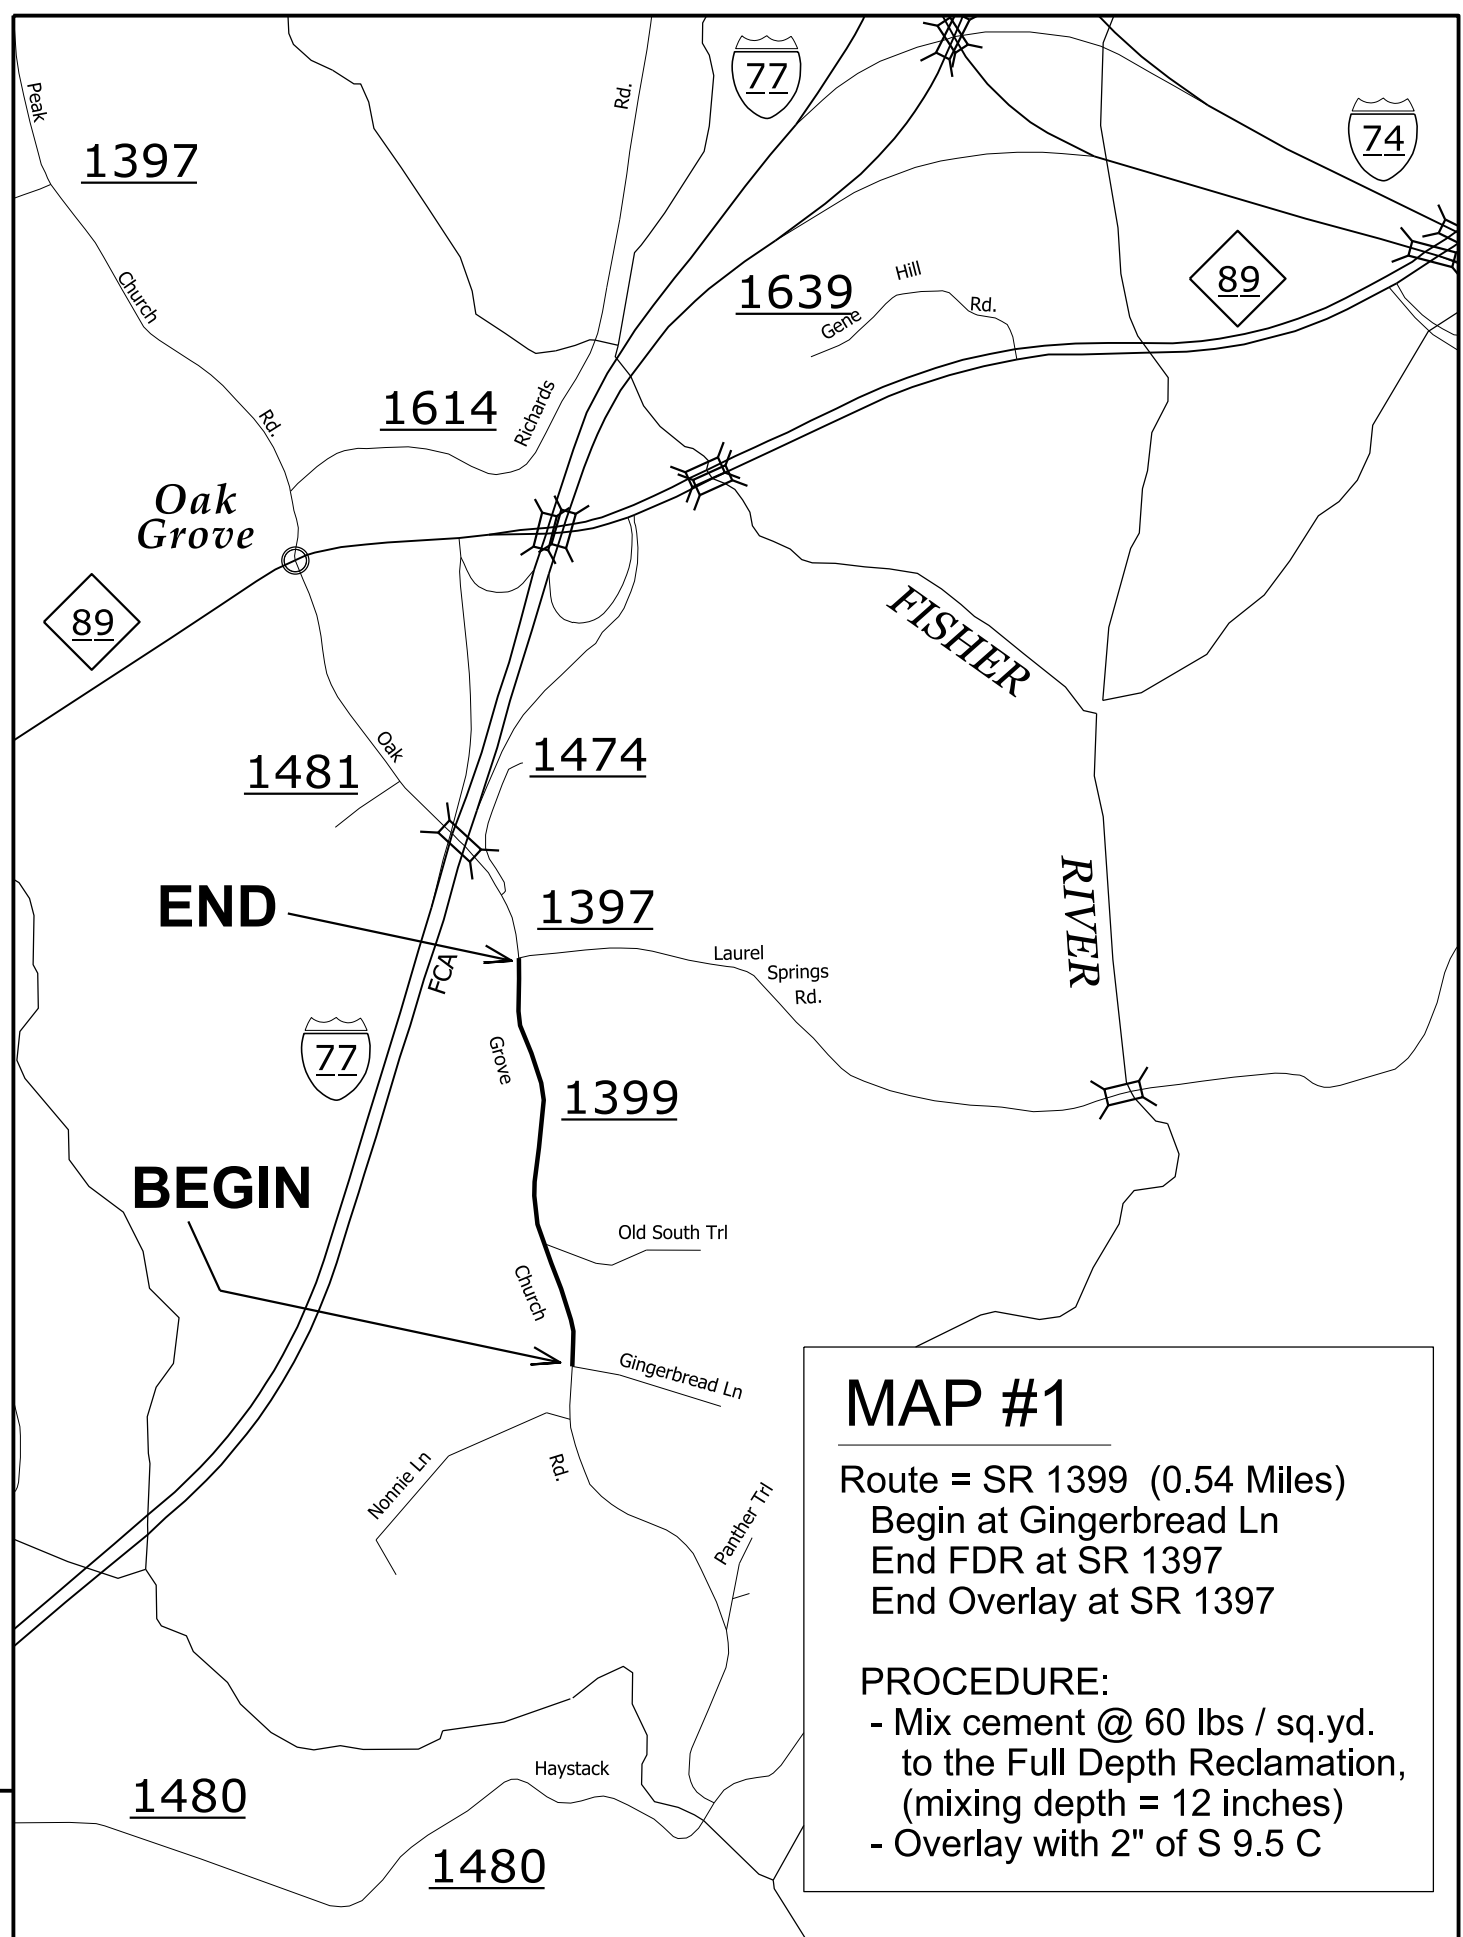 77
74
Peak
Rd.
1397
Church
1639
Gene
Hill
Rd.
89
1614
Richards
Rd.
Oak
Grove
89
FISHER
RIVER
Oak
1481
1474
END
1397
FCA
Laurel
Springs
Rd.
77
Grove
1399
BEGIN
Old South Trl
Church
Gingerbread Ln
Nonnie Ln
Rd.
Panther Trl
Haystack
1480
1480
MAP #1
Route = SR 1399 (0.54 Miles)
Begin at Gingerbread Ln
End FDR at SR 1397
End Overlay at SR 1397
PROCEDURE:
- Mix cement @ 60 lbs / sq.yd.
to the Full Depth Reclamation,
(mixing depth = 12 inches)
- Overlay with 2" of S 9.5 C